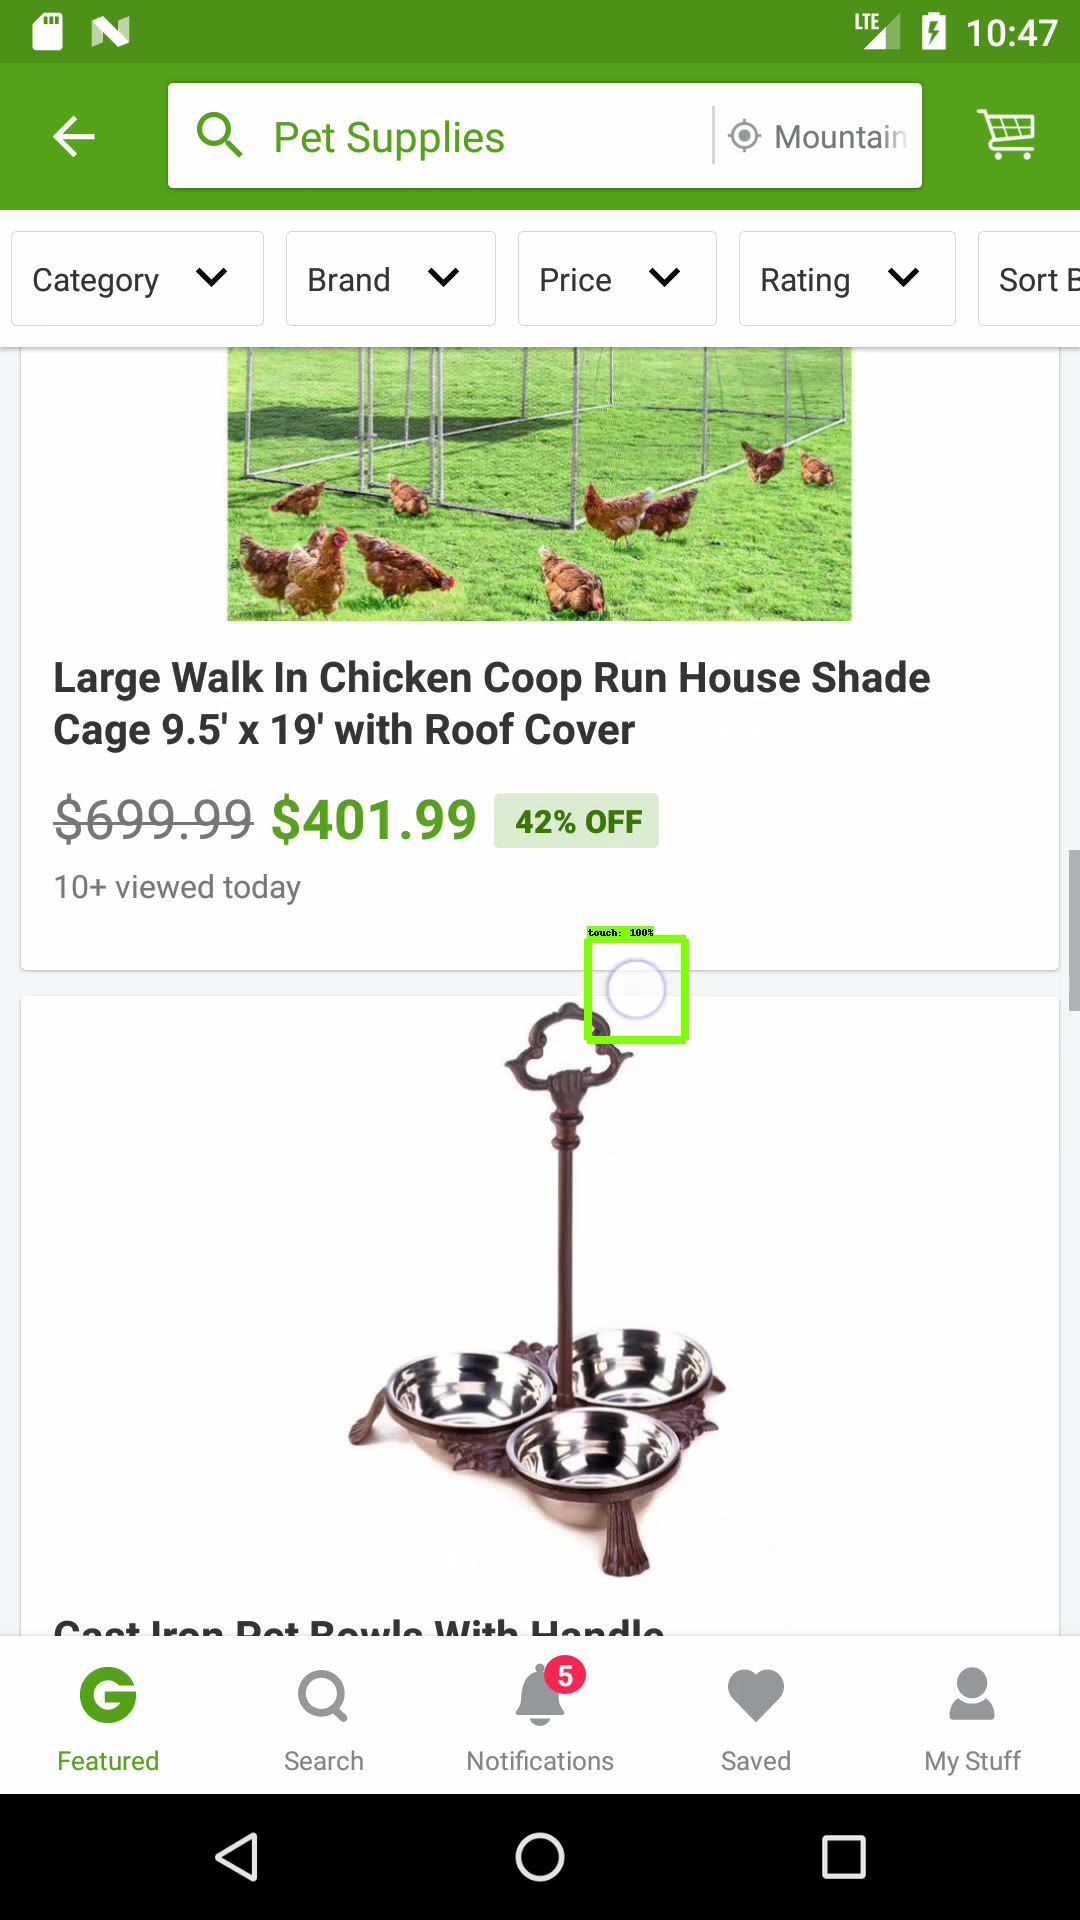 LTE 10:47
Pet Supplies Mountain
Category Brand Price Rating Sort B
Large Walk In Chicken Coop Run House Shade
Cage 9.5' x 19' with Roof Cover
$699.99 $401.99 42% OFF
10+ viewed today
touch: 100%
Cast Iron Pet Bowls With Handle
5
Featured Search Notifications Saved My Stuff